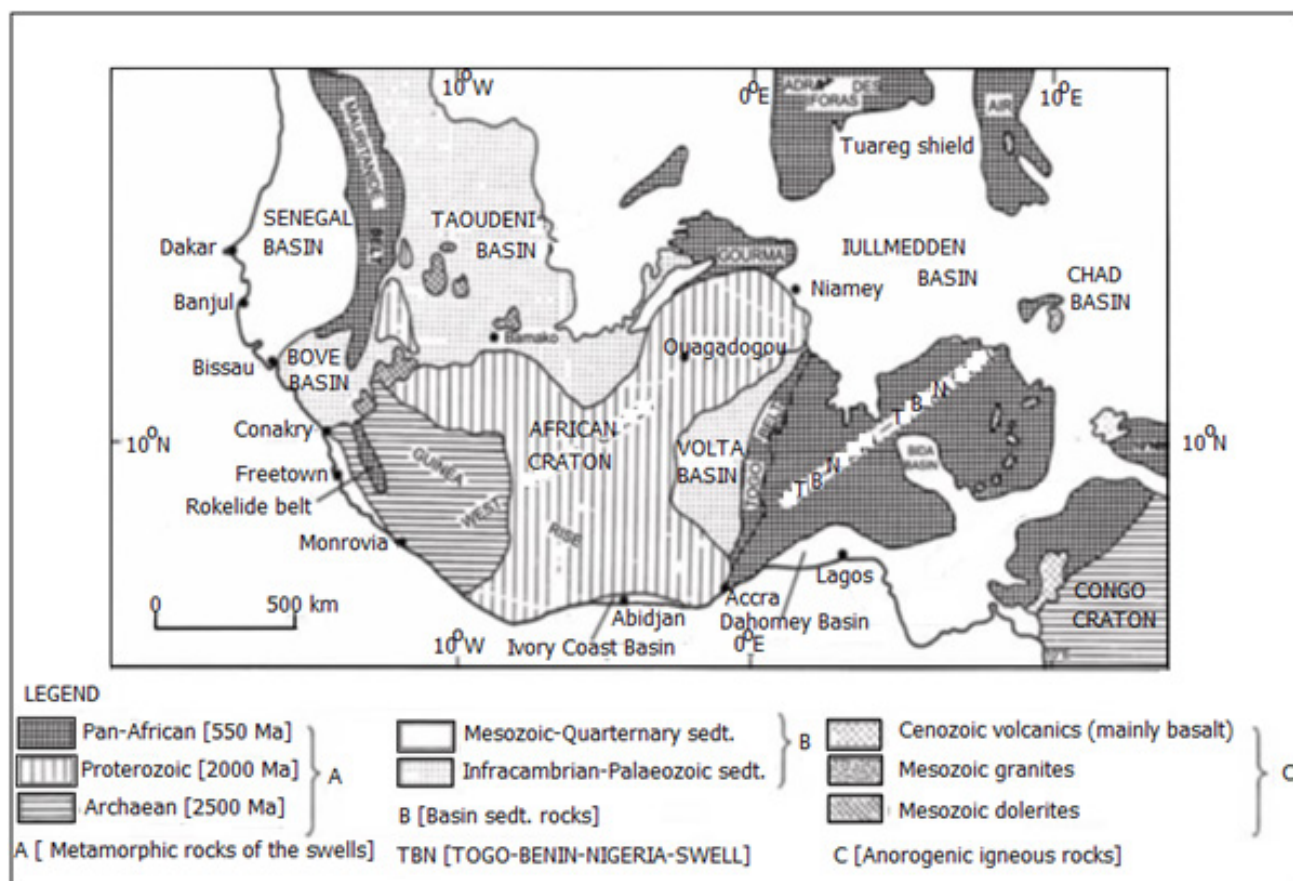 10°W
0°E
10°E
ADRA DES
IFORAS
AIR
MAURITANIDE
BELT
Tuareg shield
SENEGAL
BASIN
TAOUDENI
BASIN
Dakar
GOURMA
IULLMEDDEN
BASIN
CHAD
BASIN
Banjul
Niamey
Bamako
Ouagadogou
Bissau
BOVE
BASIN
Conakry
10°N
AFRICAN
CRATON
VOLTA
BASIN
TOGO
BELT
T B N
T B N
BIDA
BASIN
10°N
GUINEA
RISE
WEST
Freetown
Rokelide belt
Monrovia
Lagos
Accra
Dahomey Basin
CONGO
CRATON
0 500 km
Abidjan
Ivory Coast Basin
10°W
0°E
LEGEND
Pan-African [550 Ma]
Proterozoic [2000 Ma]
Archaean [2500 Ma]
A
A [ Metamorphic rocks of the swells]
Mesozoic-Quarternary sedt.
Infracambrian-Palaeozoic sedt.
B
B [Basin sedt. rocks]
TBN [TOGO-BENIN-NIGERIA-SWELL]
Cenozoic volcanics (mainly basalt)
Mesozoic granites
Mesozoic dolerites
C
C [Anorogenic igneous rocks]